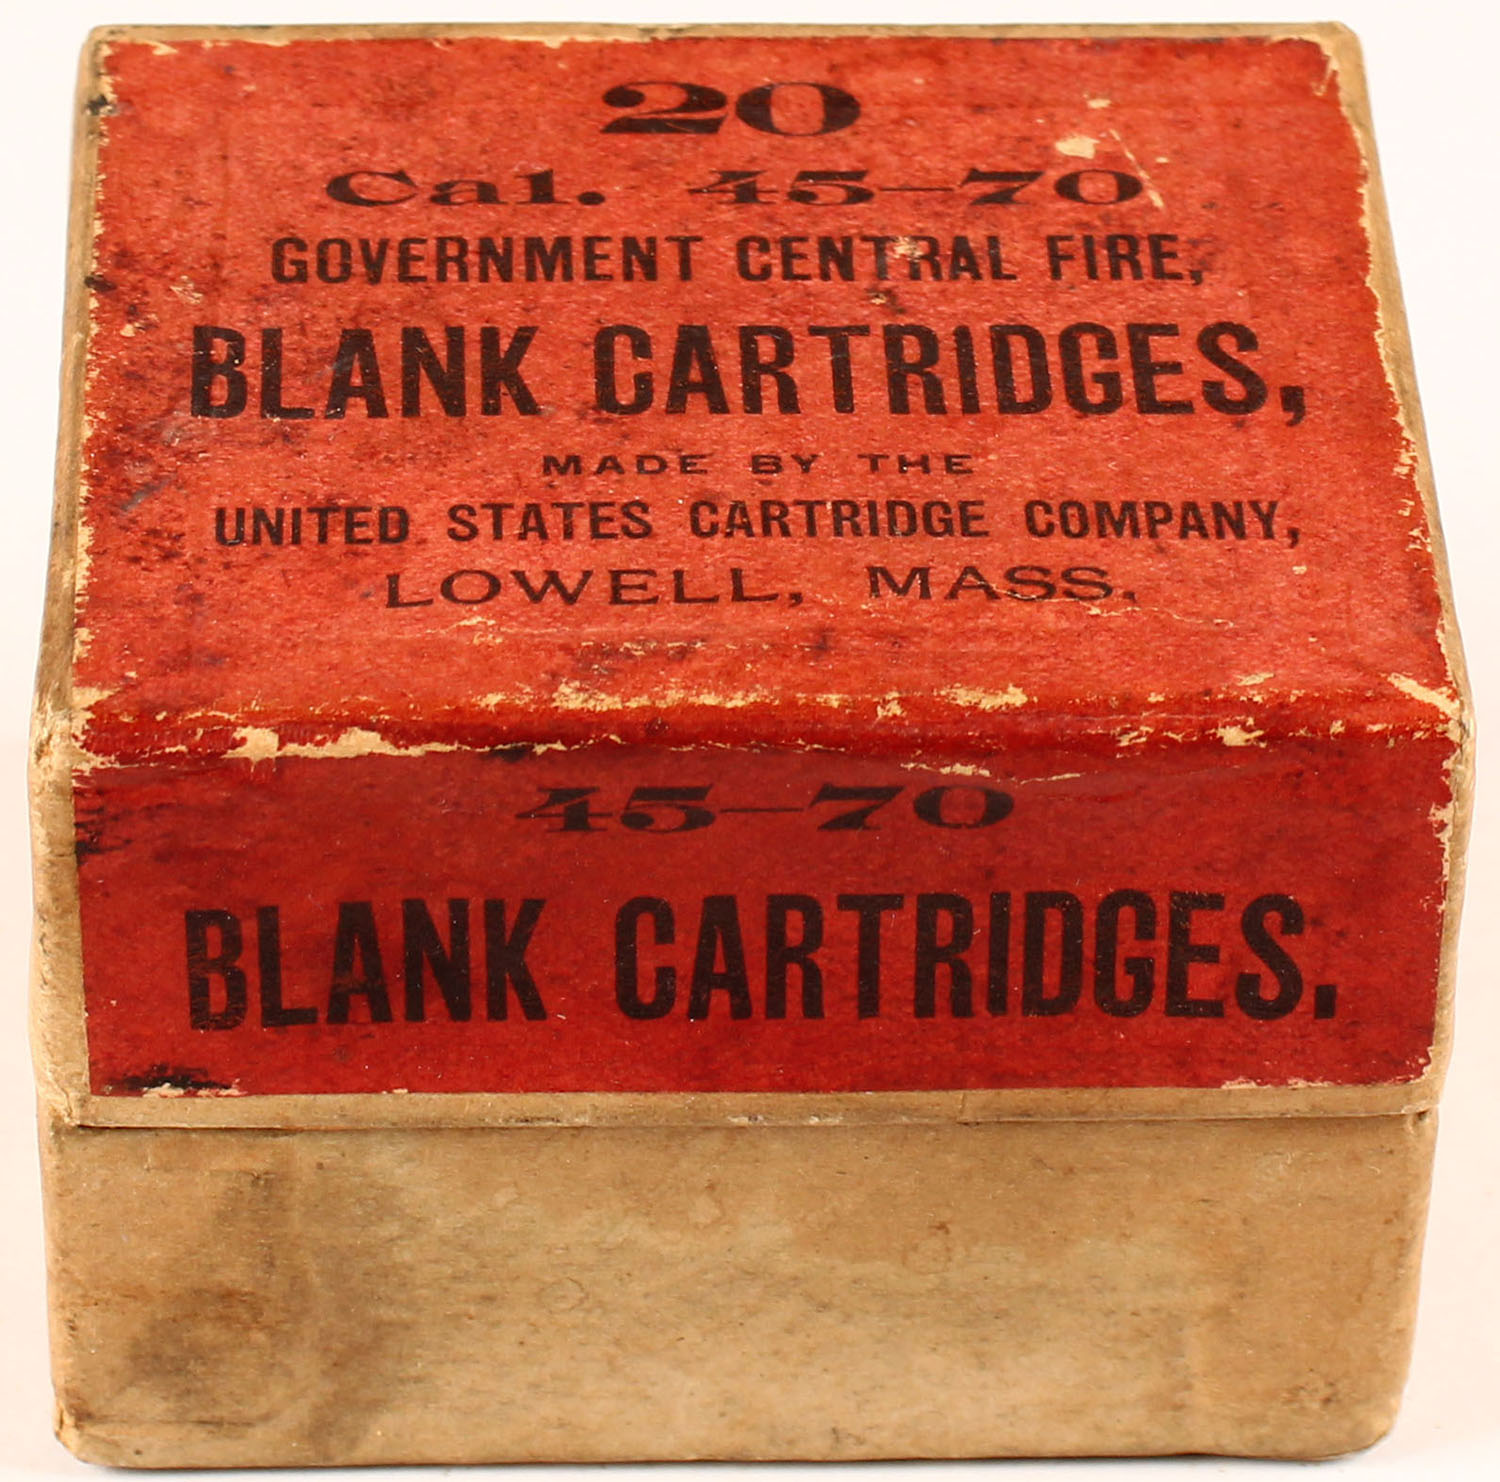 20
Cal. 45–70
GOVERNMENT CENTRAL FIRE,
BLANK CARTRIDGES,
MADE BY THE
UNITED STATES CARTRIDGE COMPANY,
LOWELL, MASS.
45–70
BLANK CARTRIDGES.